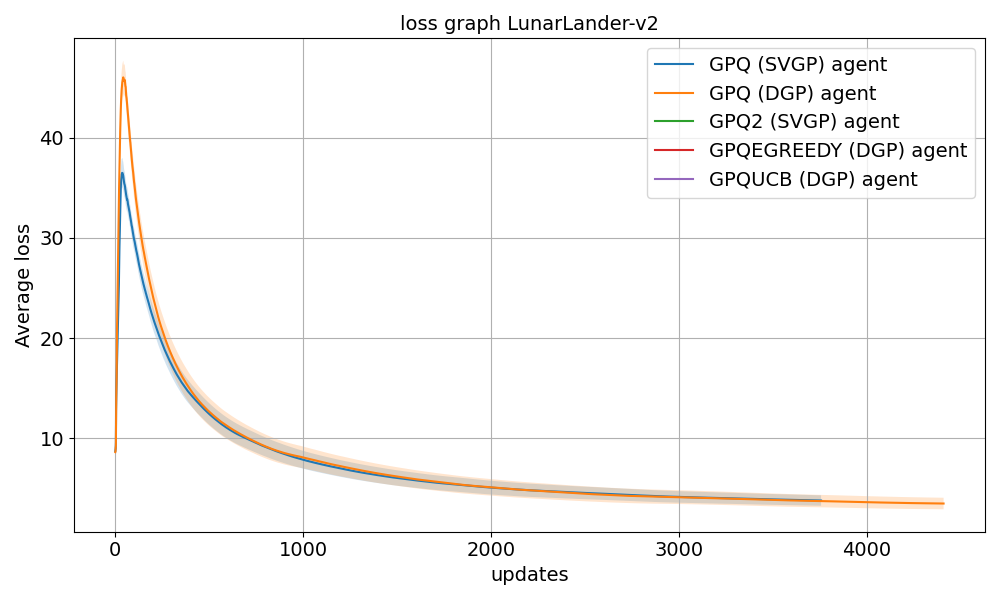 loss graph LunarLander-v2
GPQ (SVGP) agent
GPQ (DGP) agent
GPQ2 (SVGP) agent
GPQEGREEDY (DGP) agent
GPQUCB (DGP) agent
Average loss
40
30
20
10
0 1000 2000 3000 4000
updates